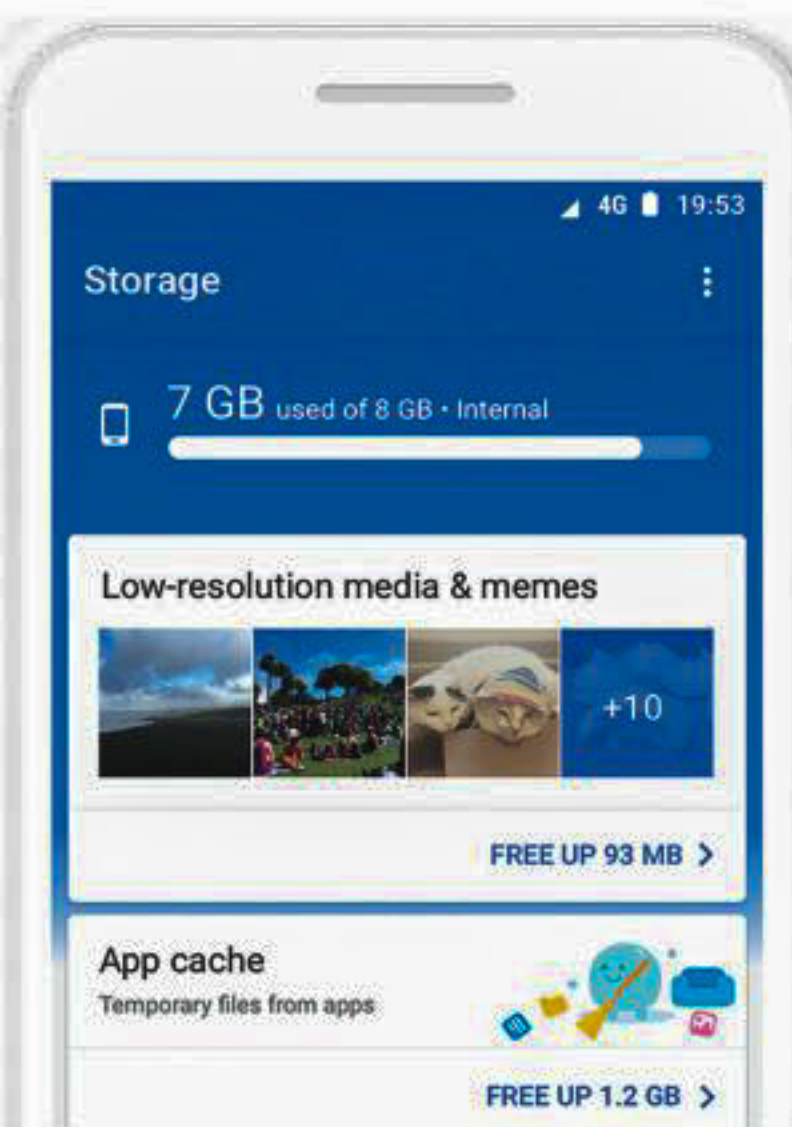 4G 19:53
Storage
7 GB used of 8 GB • Internal
Low-resolution media & memes
+10
FREE UP 93 MB
App cache
Temporary files from apps
FREE UP 1.2 GB